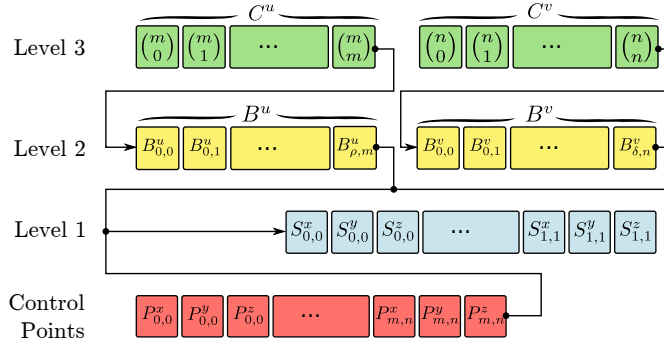 C^u C^v
Level 3 (m 0) (m 1) ... (m m) (n 0) (n 1) ... (n n)
B^u B^v
Level 2 B^u_{0,0} B^u_{0,1} ... B^u_{ρ,m} B^v_{0,0} B^v_{0,1} ... B^v_{δ,n}
Level 1 S^x_{0,0} S^y_{0,0} S^z_{0,0} ... S^x_{1,1} S^y_{1,1} S^z_{1,1}
Control
Points P^x_{0,0} P^y_{0,0} P^z_{0,0} ... P^x_{m,n} P^y_{m,n} P^z_{m,n}